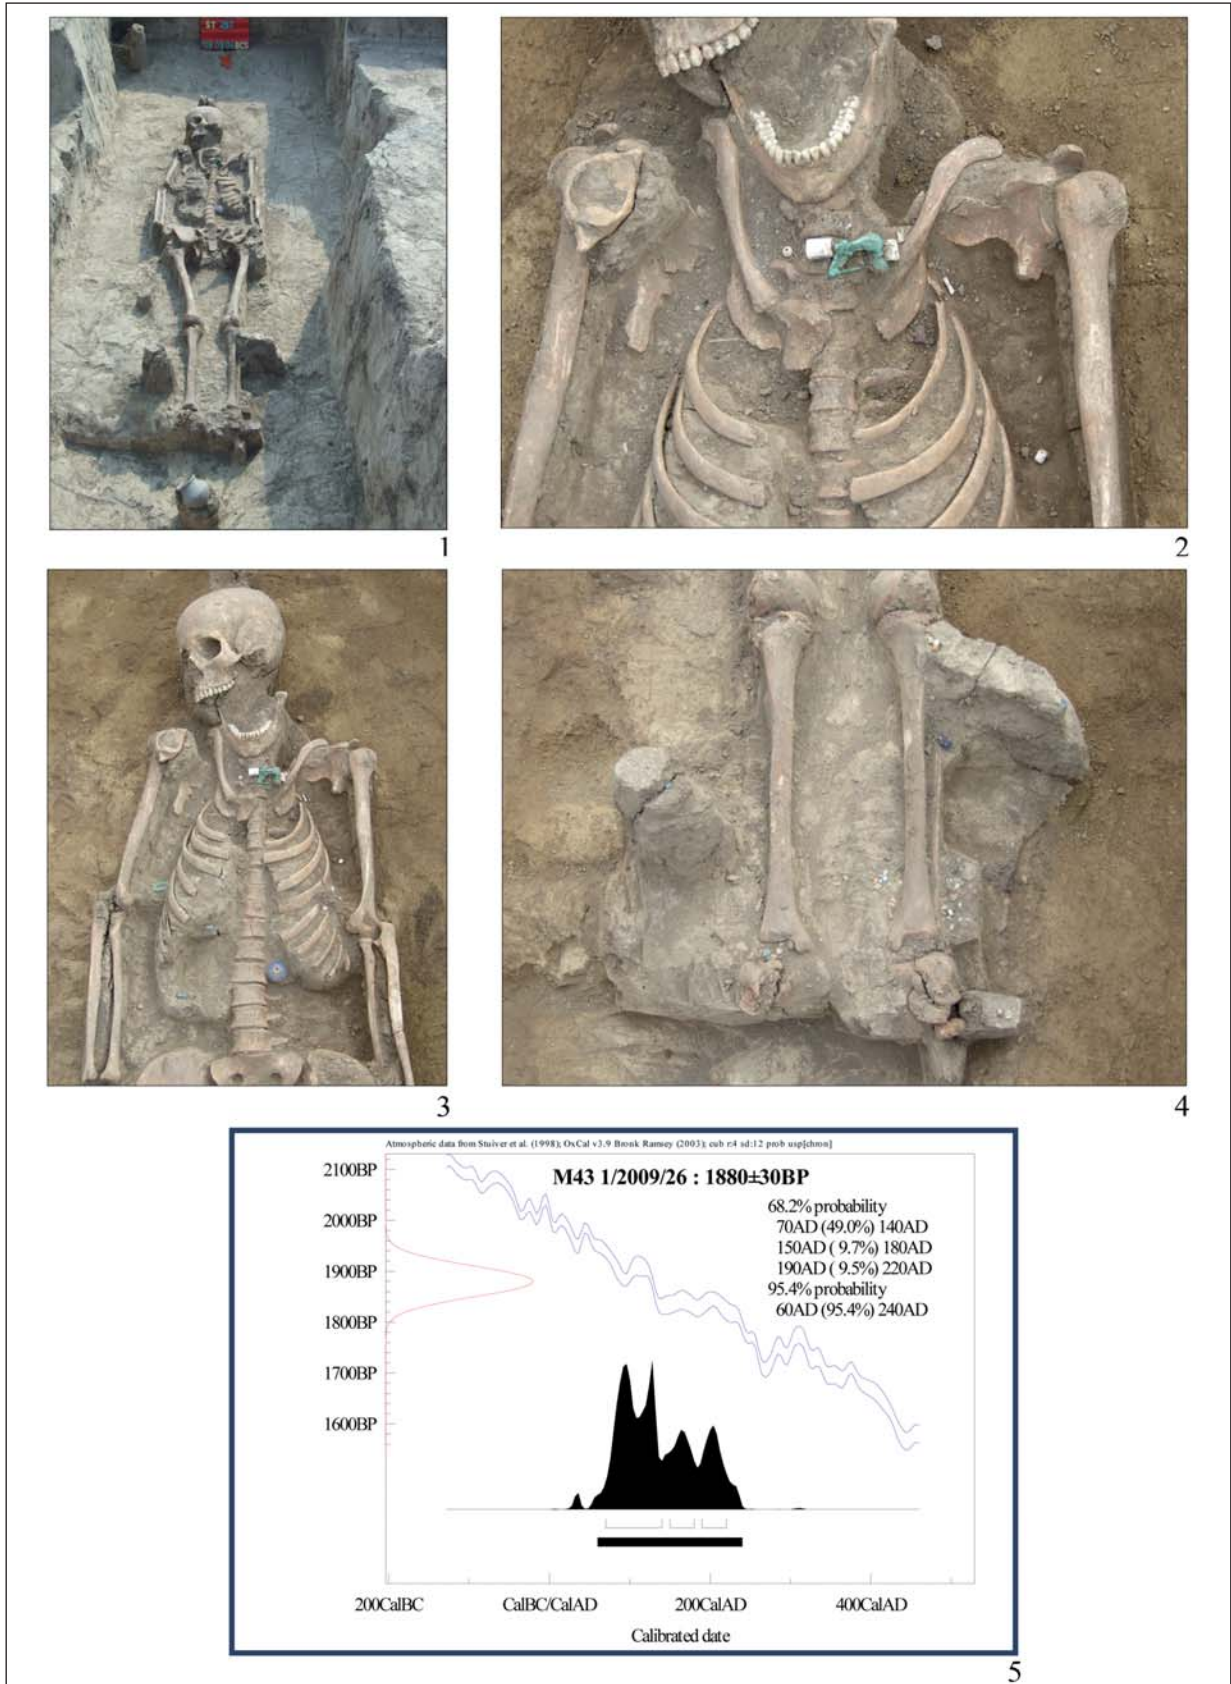 ST 251
1
2
3
4
Atmospheric data from Stuiver et al. (1998); OxCal v3.9 Bronk Ramsey (2003); cub r:4 sd:12 prob usp[chron]
M43 1/2009/26 : 1880±30BP
68.2% probability
70AD (49.0%) 140AD
150AD ( 9.7%) 180AD
190AD ( 9.5%) 220AD
95.4% probability
60AD (95.4%) 240AD
2100BP
2000BP
1900BP
1800BP
1700BP
1600BP
200CalBC
CalBC/CalAD
200CalAD
400CalAD
Calibrated date
5